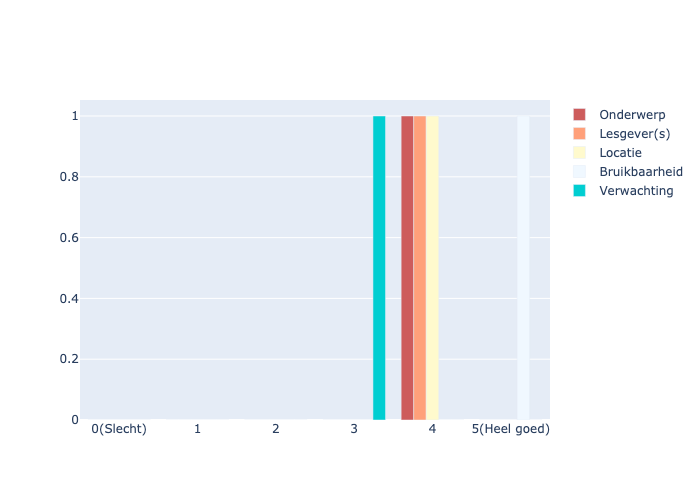 1
0.8
0.6
0.4
0.2
0
0(Slecht) 1 2 3 4 5(Heel goed)
Onderwerp
Lesgever(s)
Locatie
Bruikbaarheid
Verwachting